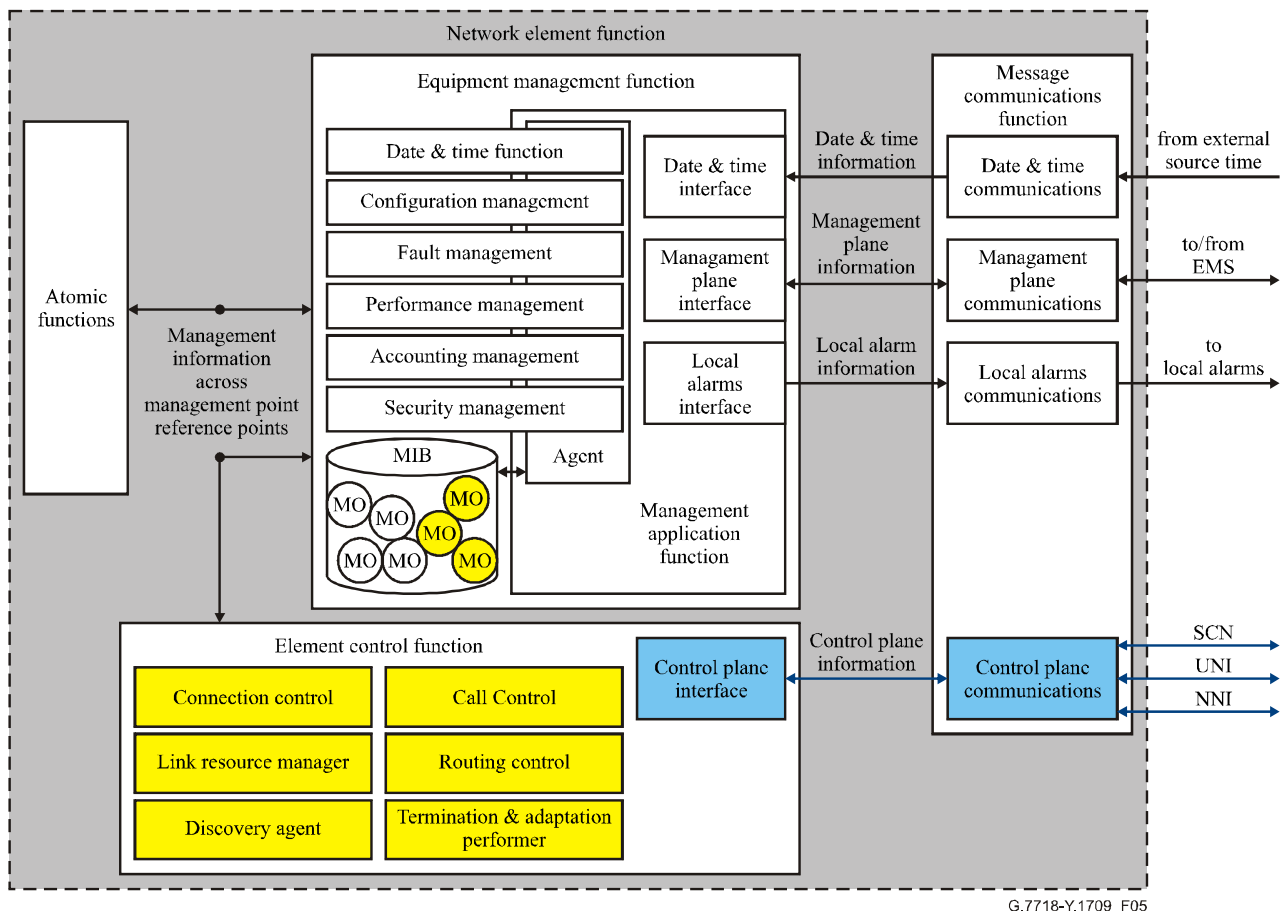 Network element function
Equipment management function
Message
communications
function
Atomic
functions
Management
information
across
management point
reference points
Date & time function
Configuration management
Fault management
Performance management
Accounting management
Security management
MIB
MO
MO
MO
MO
MO
MO
MO
Agent
Date & time
interface
Managament
plane
interface
Local
alarms
interface
Management
application
function
Date & time
information
Management
plane
information
Local alarm
information
Date & time
communications
Managament
plane
communications
Local alarms
communications
from external
source time
to/from
EMS
to
local alarms
Element control function
Connection control
Call Control
Link resource manager
Routing control
Discovery agent
Termination & adaptation
performer
Control planc
interface
Control plane
information
Control planc
communications
SCN
UNI
NNI
G.7718-Y.1709_F05